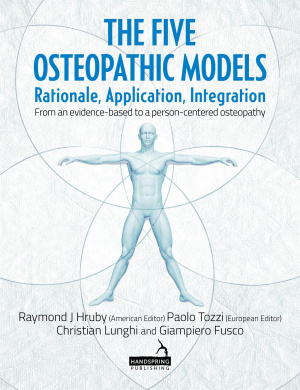 THE FIVE
OSTEOPATHIC MODELS
Rationale, Application, Integration
From an evidence-based to a person-centered osteopathy
Raymond J Hruby (American Editor) Paolo Tozzi (European Editor)
Christian Lunghi and Giampiero Fusco
HANDSPRING
PUBLISHING